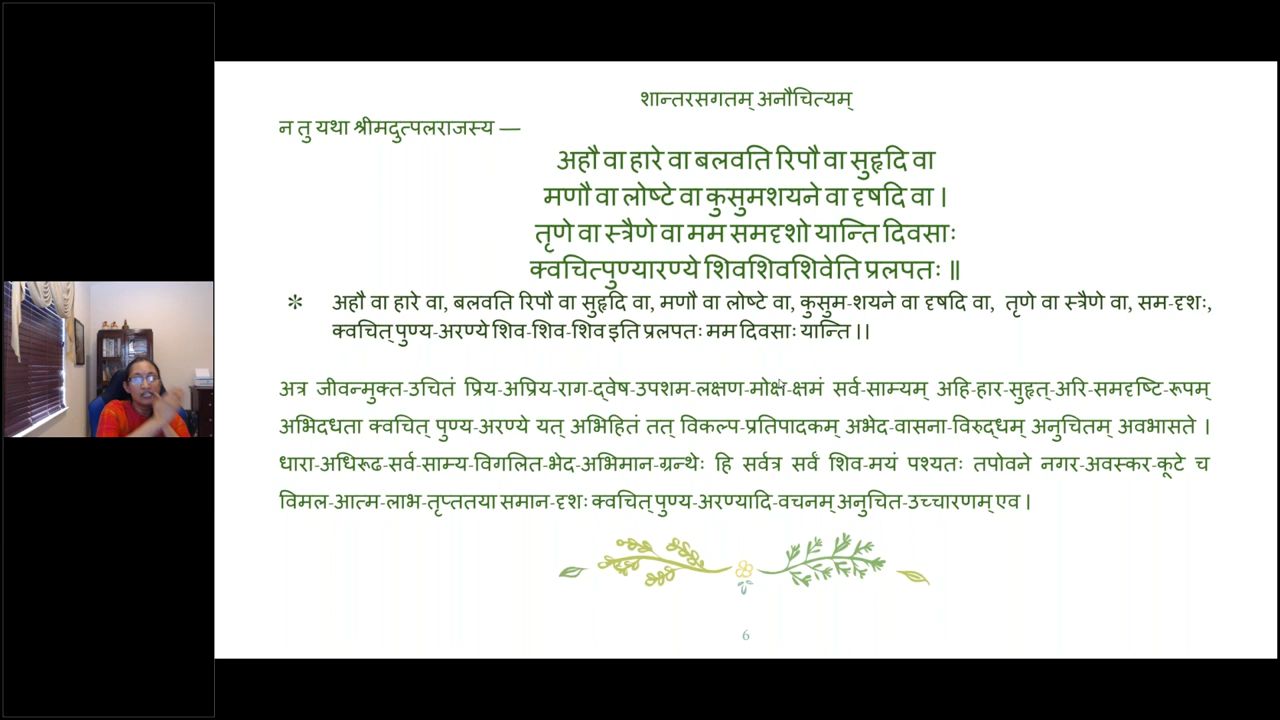 शान्तरसगतम् अनौचित्यम्
न तु यथा श्रीमदुत्पलराजस्य —
अहौ वा हारे वा बलवति रिपौ वा सुहृदि वा
मणौ वा लोष्टे वा कुसुमशयने वा दृषदि वा ।
तृणे वा स्त्रैणे वा मम समदृशो यान्ति दिवसाः
क्वचित्पुण्यारण्ये शिवशिवशिवेति प्रलपतः ॥
* अहौ वा हारे वा, बलवति रिपौ वा सुहृदि वा, मणौ वा लोष्टे वा, कुसुम-शयने वा दृषदि वा, तृणे वा स्त्रैणे वा, सम-दृशः,
क्वचित् पुण्य-अरण्ये शिव-शिव-शिव इति प्रलपतः मम दिवसाः यान्ति ।।
अत्र जीवन्मुक्त-उचितं प्रिय-अप्रिय-राग-द्वेष-उपशम-लक्षण-मोक्ष-क्षमं सर्व-साम्यम् अहि-हार-सुहृत्-अरि-समदृष्टि-रूपम्
अभिदधता क्वचित् पुण्य-अरण्ये यत् अभिहितं तत् विकल्प-प्रतिपादकम् अभेद-वासना-विरुद्धम् अनुचितम् अवभासते ।
धारा-अधिरूढ-सर्व-साम्य-विगलित-भेद-अभिमान-ग्रन्थेः हि सर्वत्र सर्वं शिव-मयं पश्यतः तपोवने नगर-अवस्कर-कूटे च
विमल-आत्म-लाभ-तृप्ततया समान-दृशः क्वचित् पुण्य-अरण्यादि-वचनम् अनुचित-उच्चारणम् एव ।
6